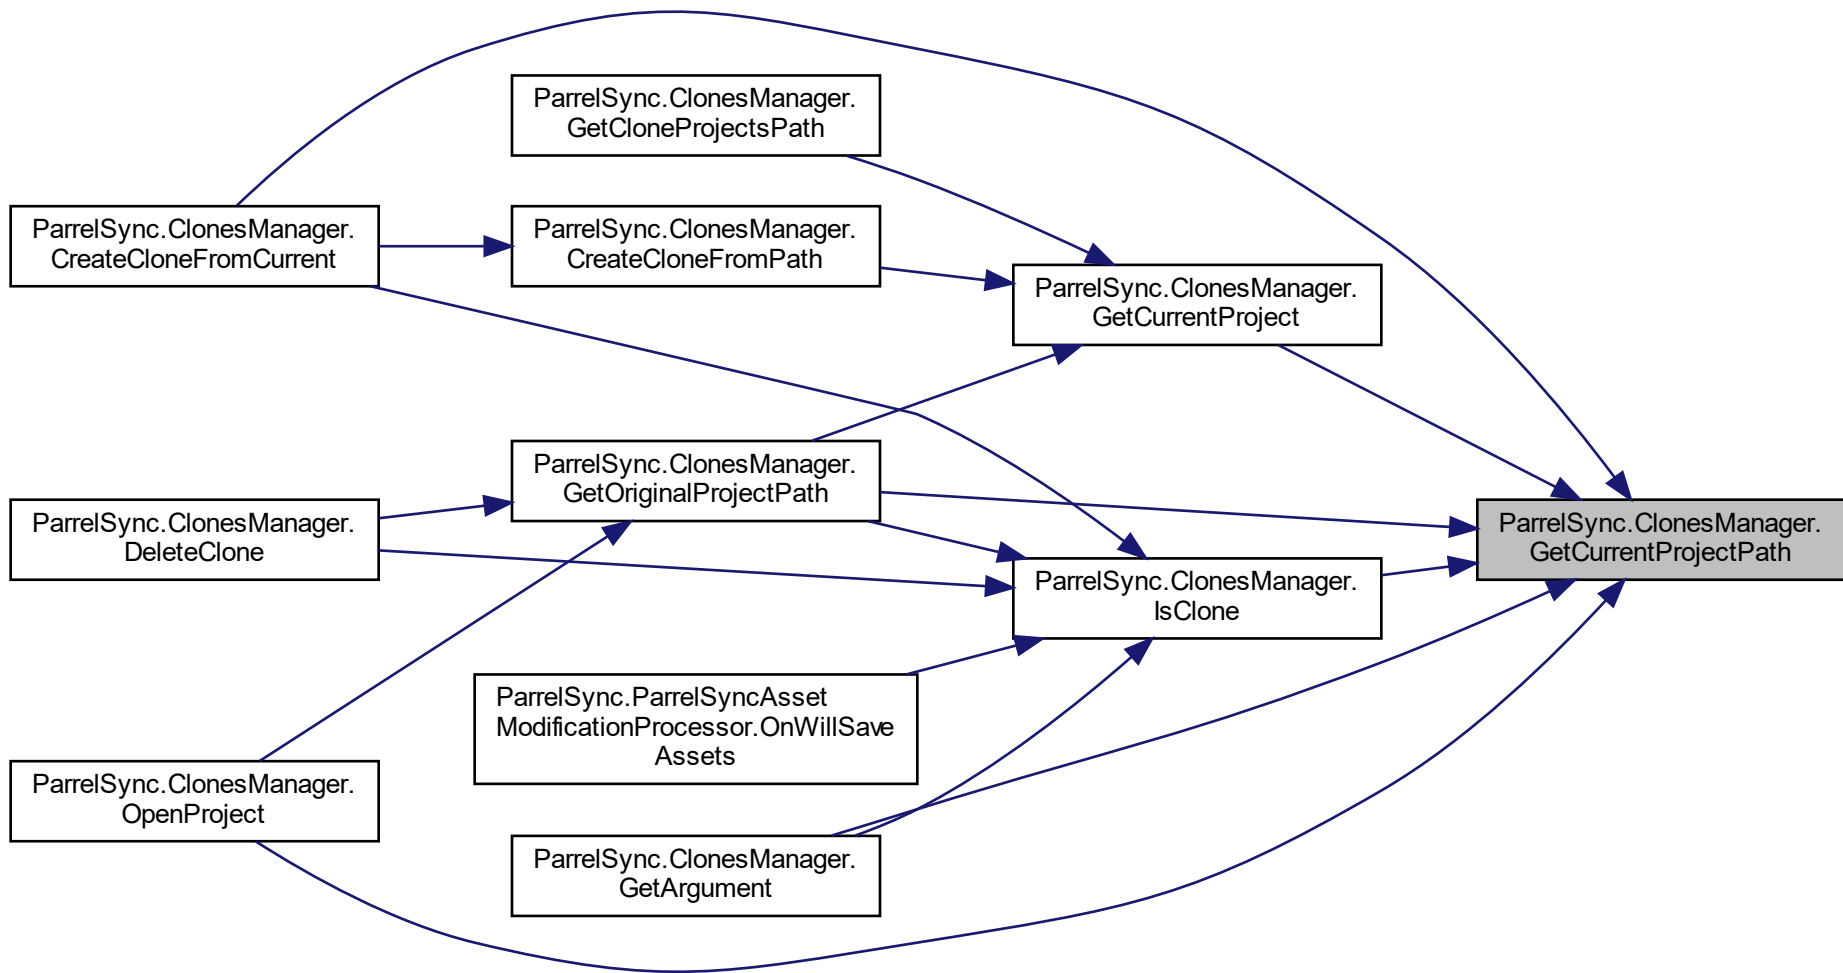 ParrelSync.ClonesManager.
GetCloneProjectsPath
ParrelSync.ClonesManager.
CreateCloneFromCurrent
ParrelSync.ClonesManager.
CreateCloneFromPath
ParrelSync.ClonesManager.
GetCurrentProject
ParrelSync.ClonesManager.
GetOriginalProjectPath
ParrelSync.ClonesManager.
DeleteClone
ParrelSync.ClonesManager.
GetCurrentProjectPath
ParrelSync.ClonesManager.
IsClone
ParrelSync.ParrelSyncAsset
ModificationProcessor.OnWillSave
Assets
ParrelSync.ClonesManager.
OpenProject
ParrelSync.ClonesManager.
GetArgument